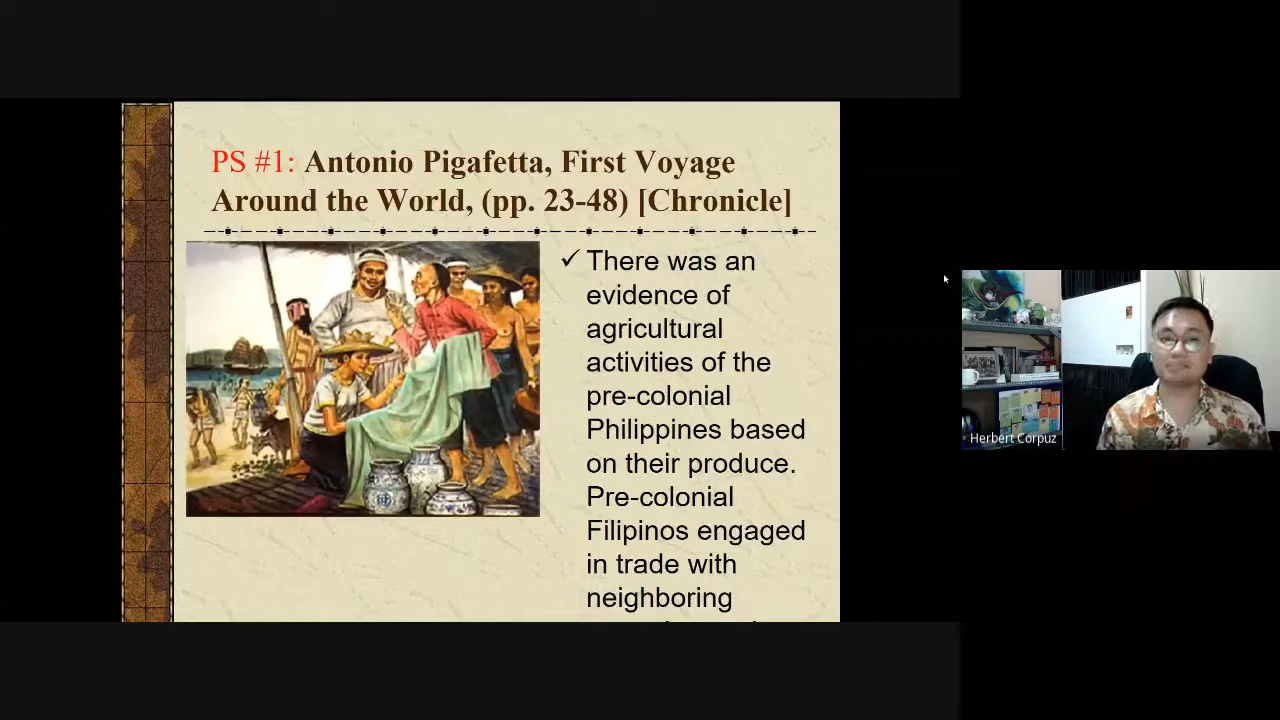 PS #1: Antonio Pigafetta, First Voyage
Around the World, (pp. 23-48) [Chronicle]
✓ There was an
evidence of
agricultural
activities of the
pre-colonial
Philippines based
on their produce.
Pre-colonial
Filipinos engaged
in trade with
neighboring
Herbert Corpuz